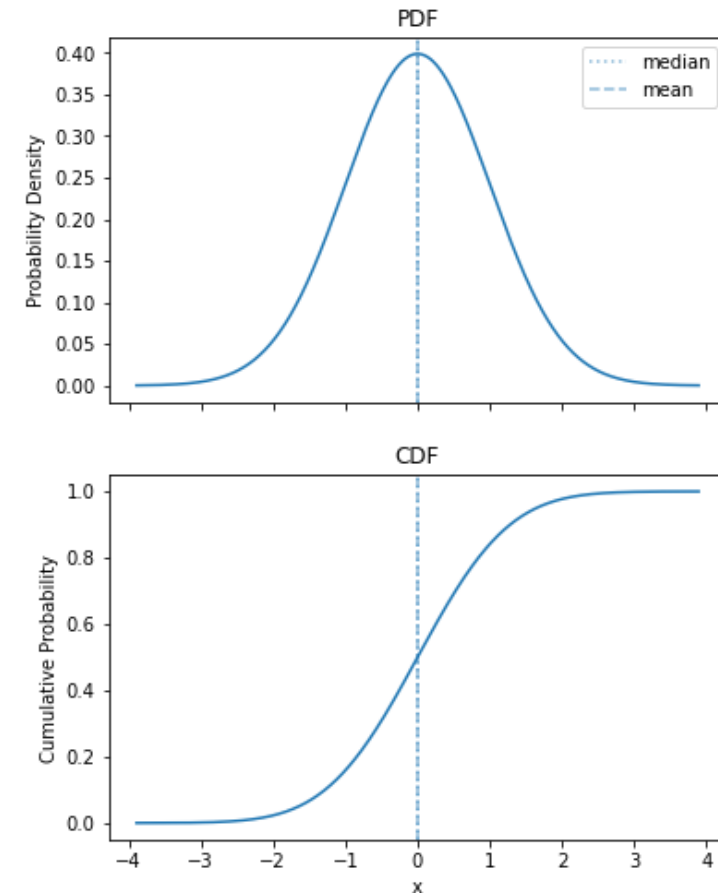 PDF
median
mean
Probability Density
0.40
0.35
0.30
0.25
0.20
0.15
0.10
0.05
0.00
CDF
Cumulative Probability
1.0
0.8
0.6
0.4
0.2
0.0
−4 −3 −2 −1 0 1 2 3 4
x